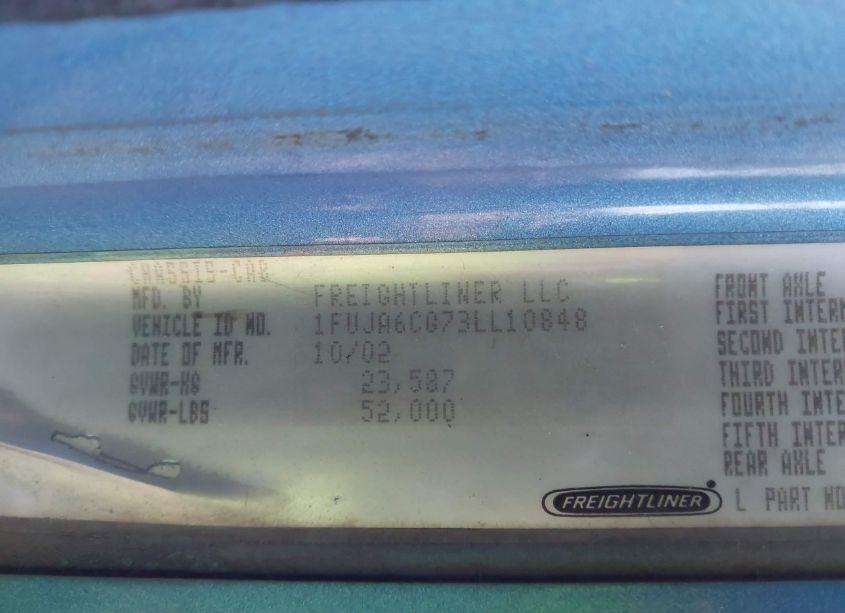 CHASSIS-CAB
MFD. BY FREIGHTLINER LLC
VEHICLE ID NO. 1FUJA6CG73LL10848
DATE OF MFR. 10/02
GVWR-KG 23,587
GVWR-LBS 52,000
FRONT AXLE
FIRST INTERM
SECOND INTE
THIRD INTER
FOURTH INTE
FIFTH INTER
REAR AXLE
FREIGHTLINER
L PART NO